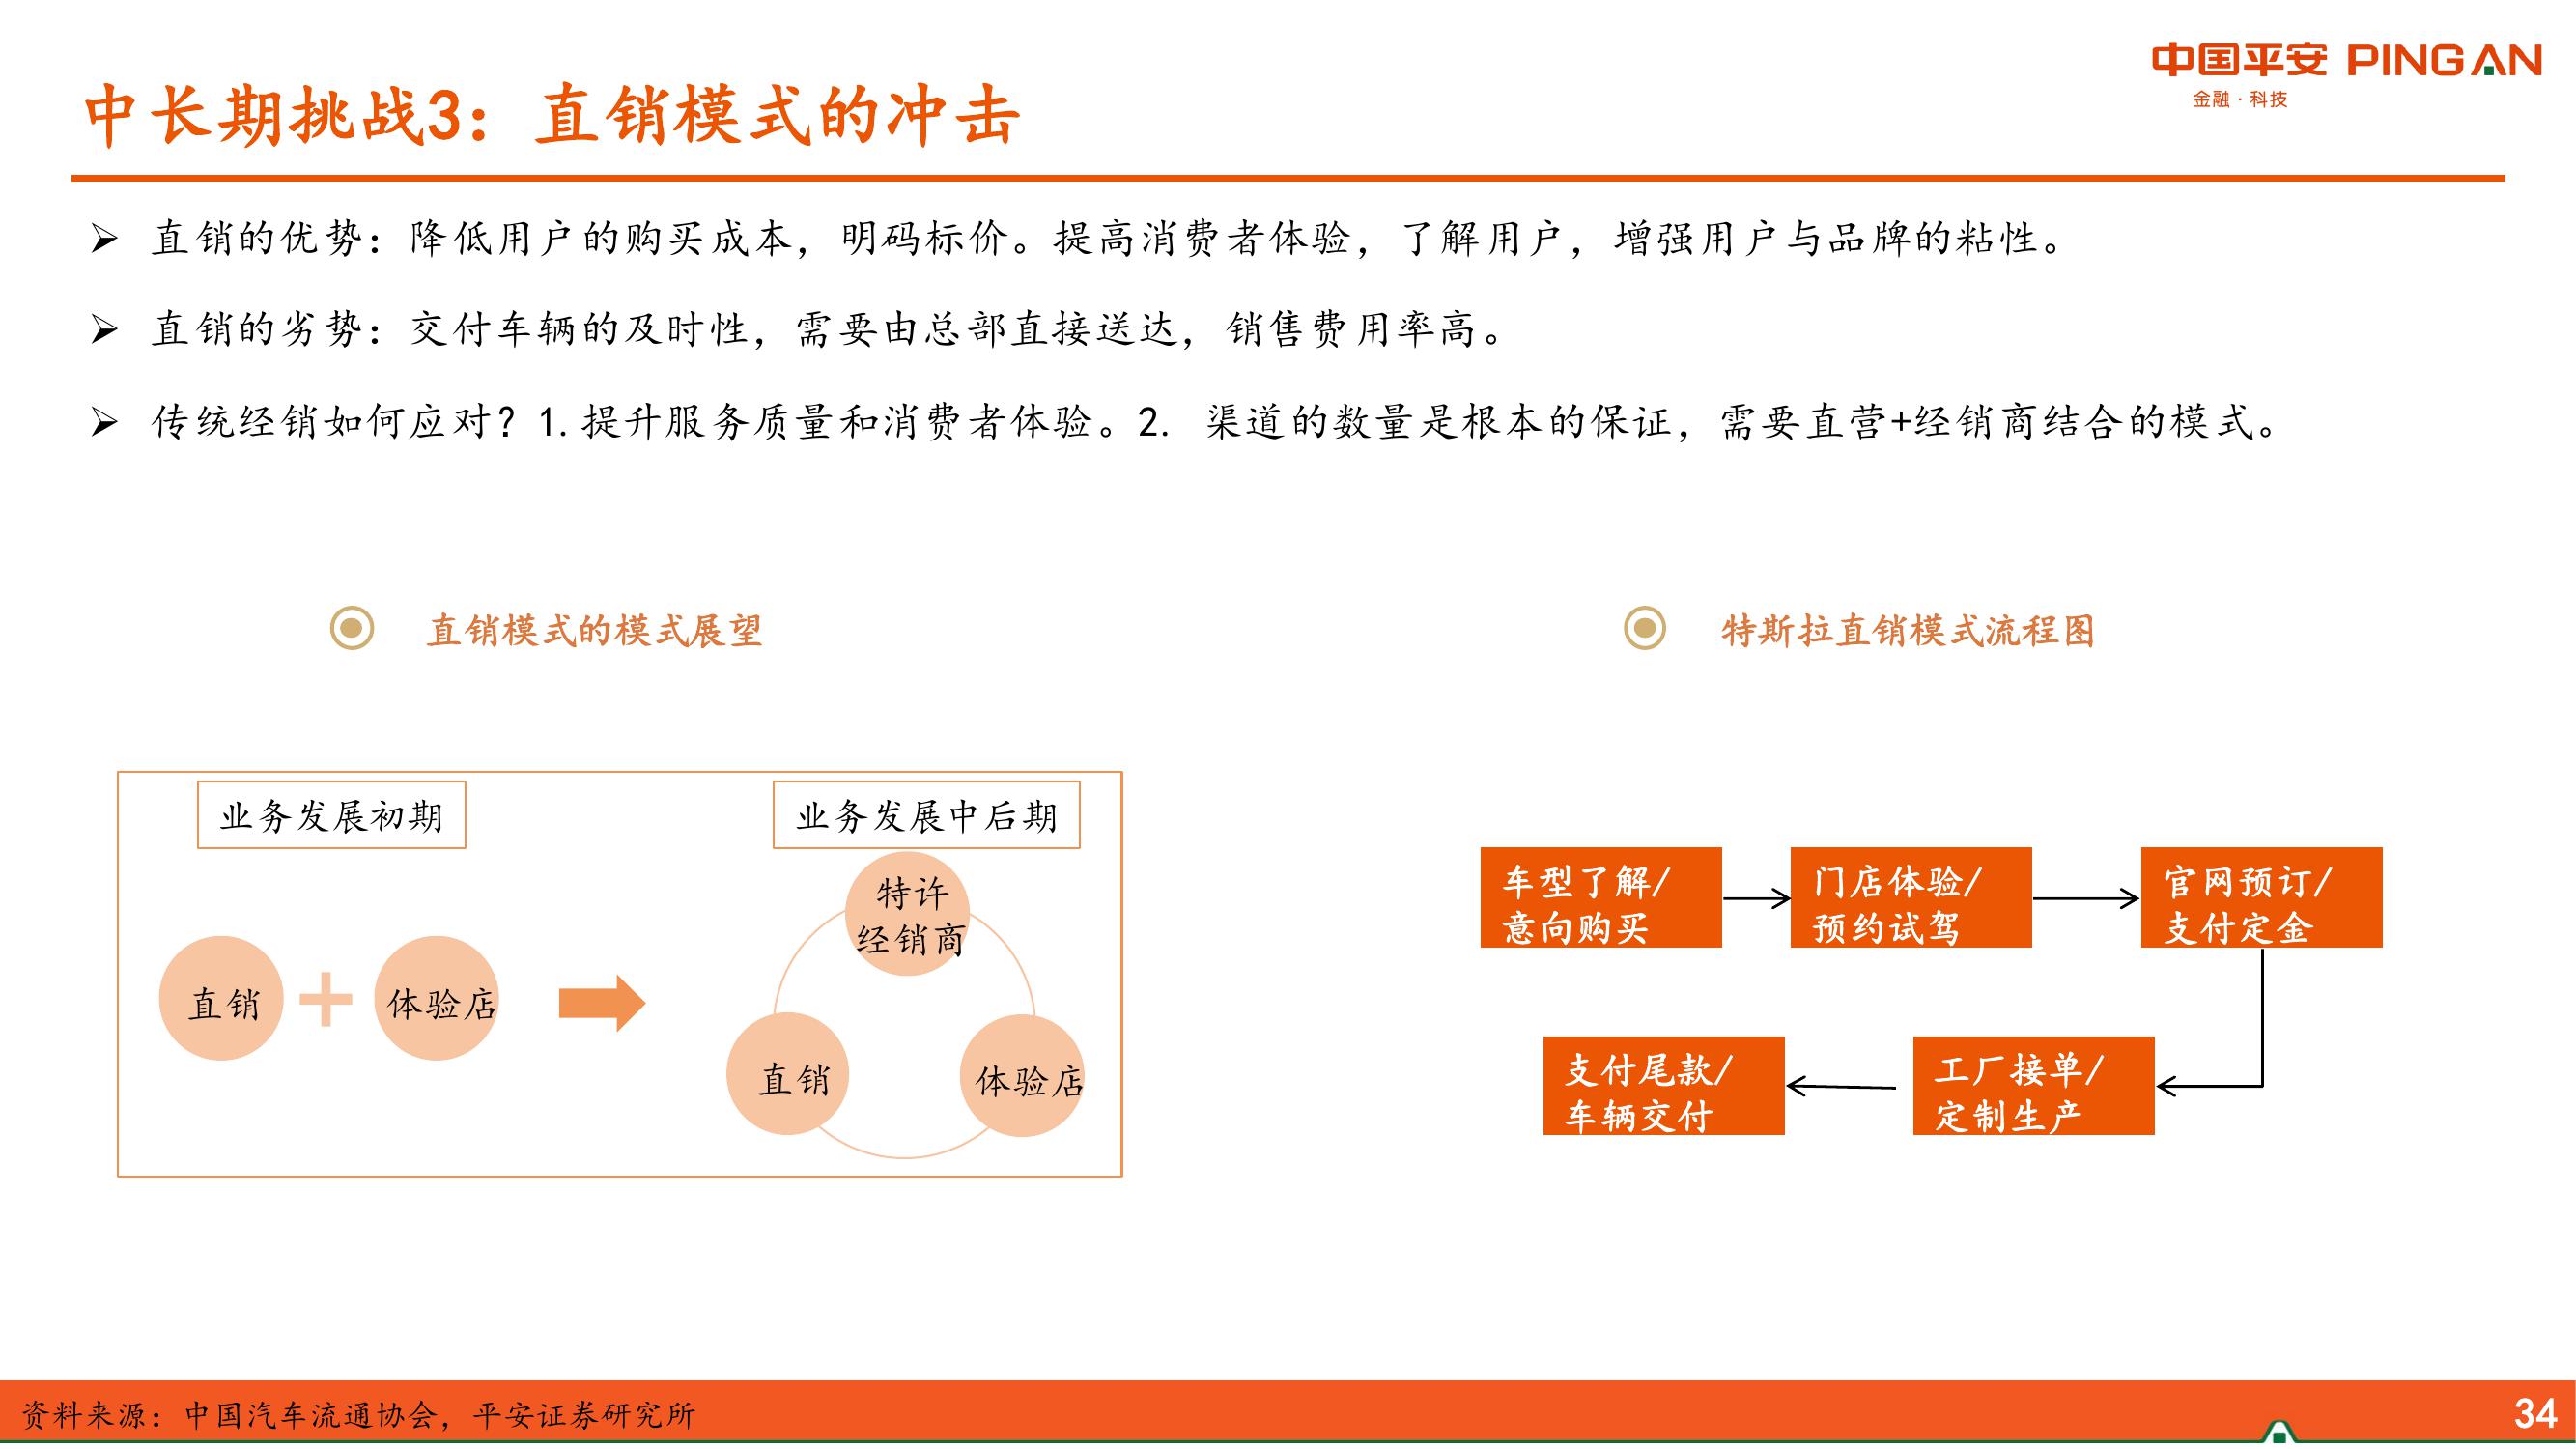 中国平安 PINGAN
金融·科技
中长期挑战3：直销模式的冲击
直销的优势：降低用户的购买成本，明码标价。提高消费者体验，了解用户，增强用户与品牌的粘性。
直销的劣势：交付车辆的及时性，需要由总部直接送达，销售费用率高。
传统经销如何应对？1.提升服务质量和消费者体验。2. 渠道的数量是根本的保证，需要直营+经销商结合的模式。
直销模式的模式展望
业务发展初期
业务发展中后期
直销
+
体验店
特许
经销商
直销
体验店
特斯拉直销模式流程图
车型了解/
意向购买
门店体验/
预约试驾
官网预订/
支付定金
工厂接单/
定制生产
支付尾款/
车辆交付
资料来源：中国汽车流通协会，平安证券研究所
34